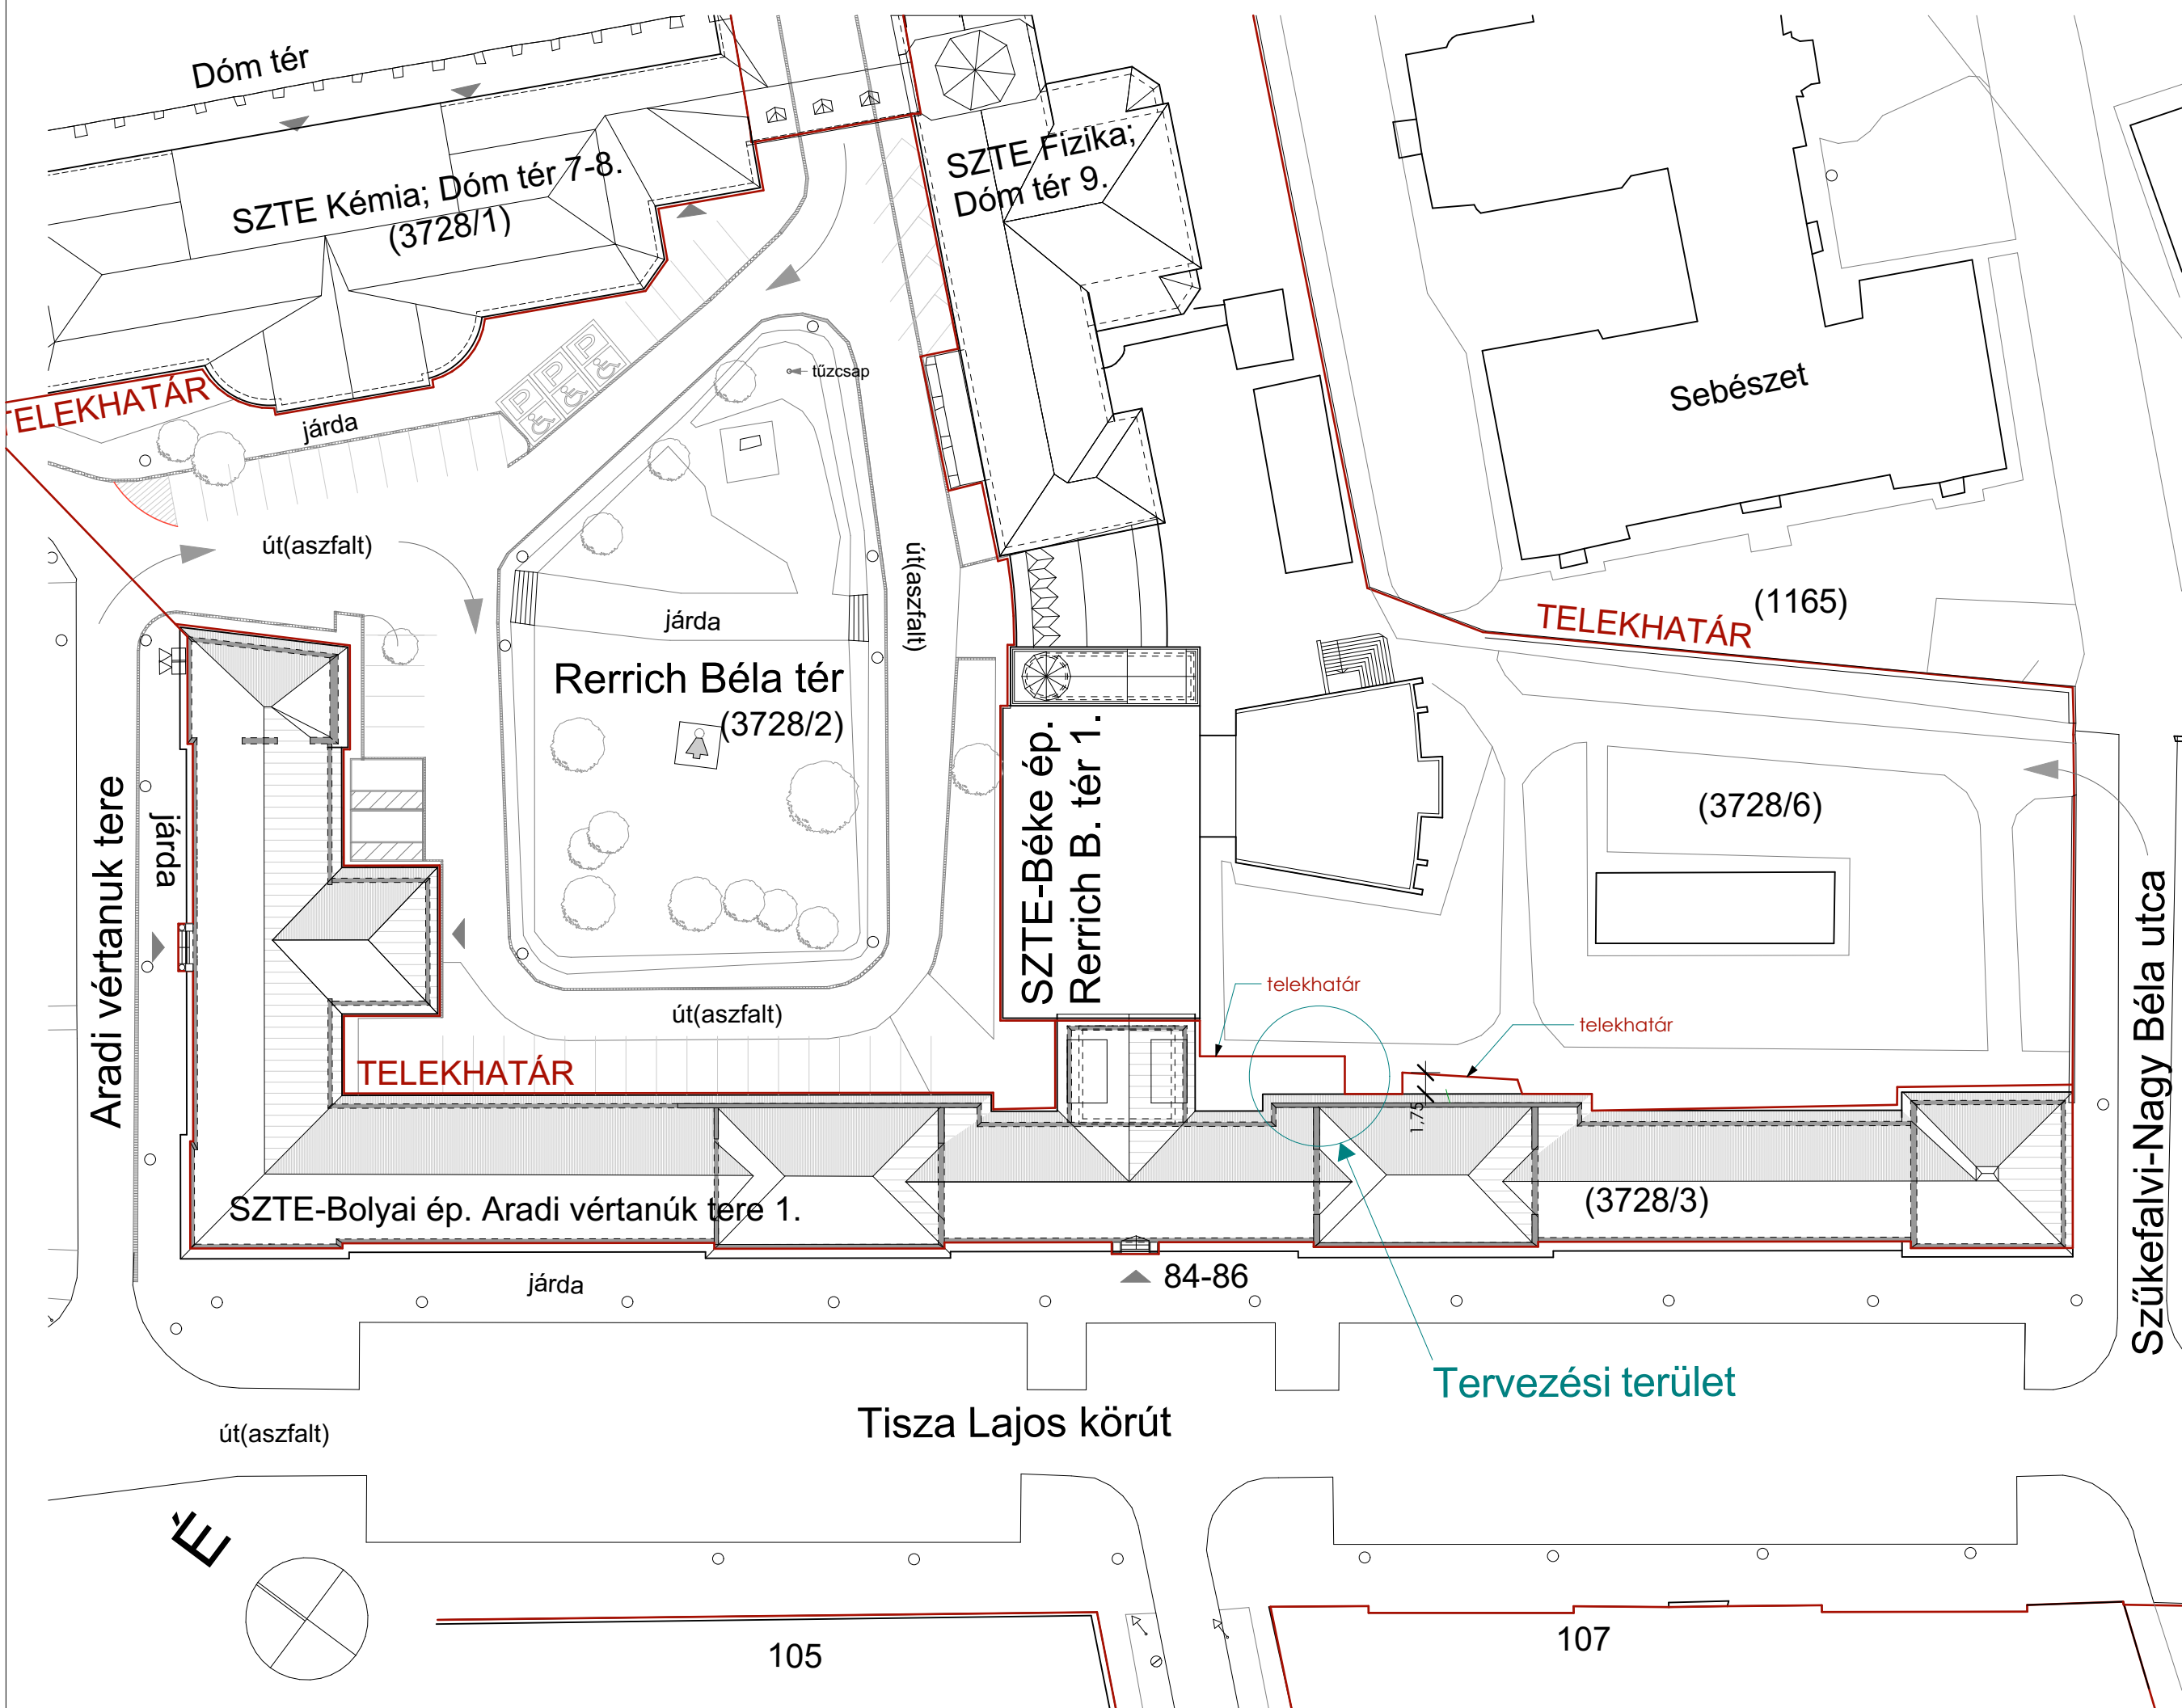 Dóm tér
SZTE Kémia; Dóm tér 7-8.
(3728/1)
SZTE Fizika;
Dóm tér 9.
Sebészet
TELEKHATÁR
járda
P P P
tűzcsap
út(aszfalt)
út(aszfalt)
járda
Rerrich Béla tér
(3728/2)
TELEKHATÁR
(1165)
(3728/6)
SZTE-Béke ép.
Rerrich B. tér 1.
Aradi vértanuk tere
járda
Szűkefalvi-Nagy Béla utca
telekhatár
telekhatár
út(aszfalt)
TELEKHATÁR
1,75
SZTE-Bolyai ép. Aradi vértanúk tere 1.
(3728/3)
járda
84-86
Tervezési terület
Tisza Lajos körút
út(aszfalt)
É
105
107